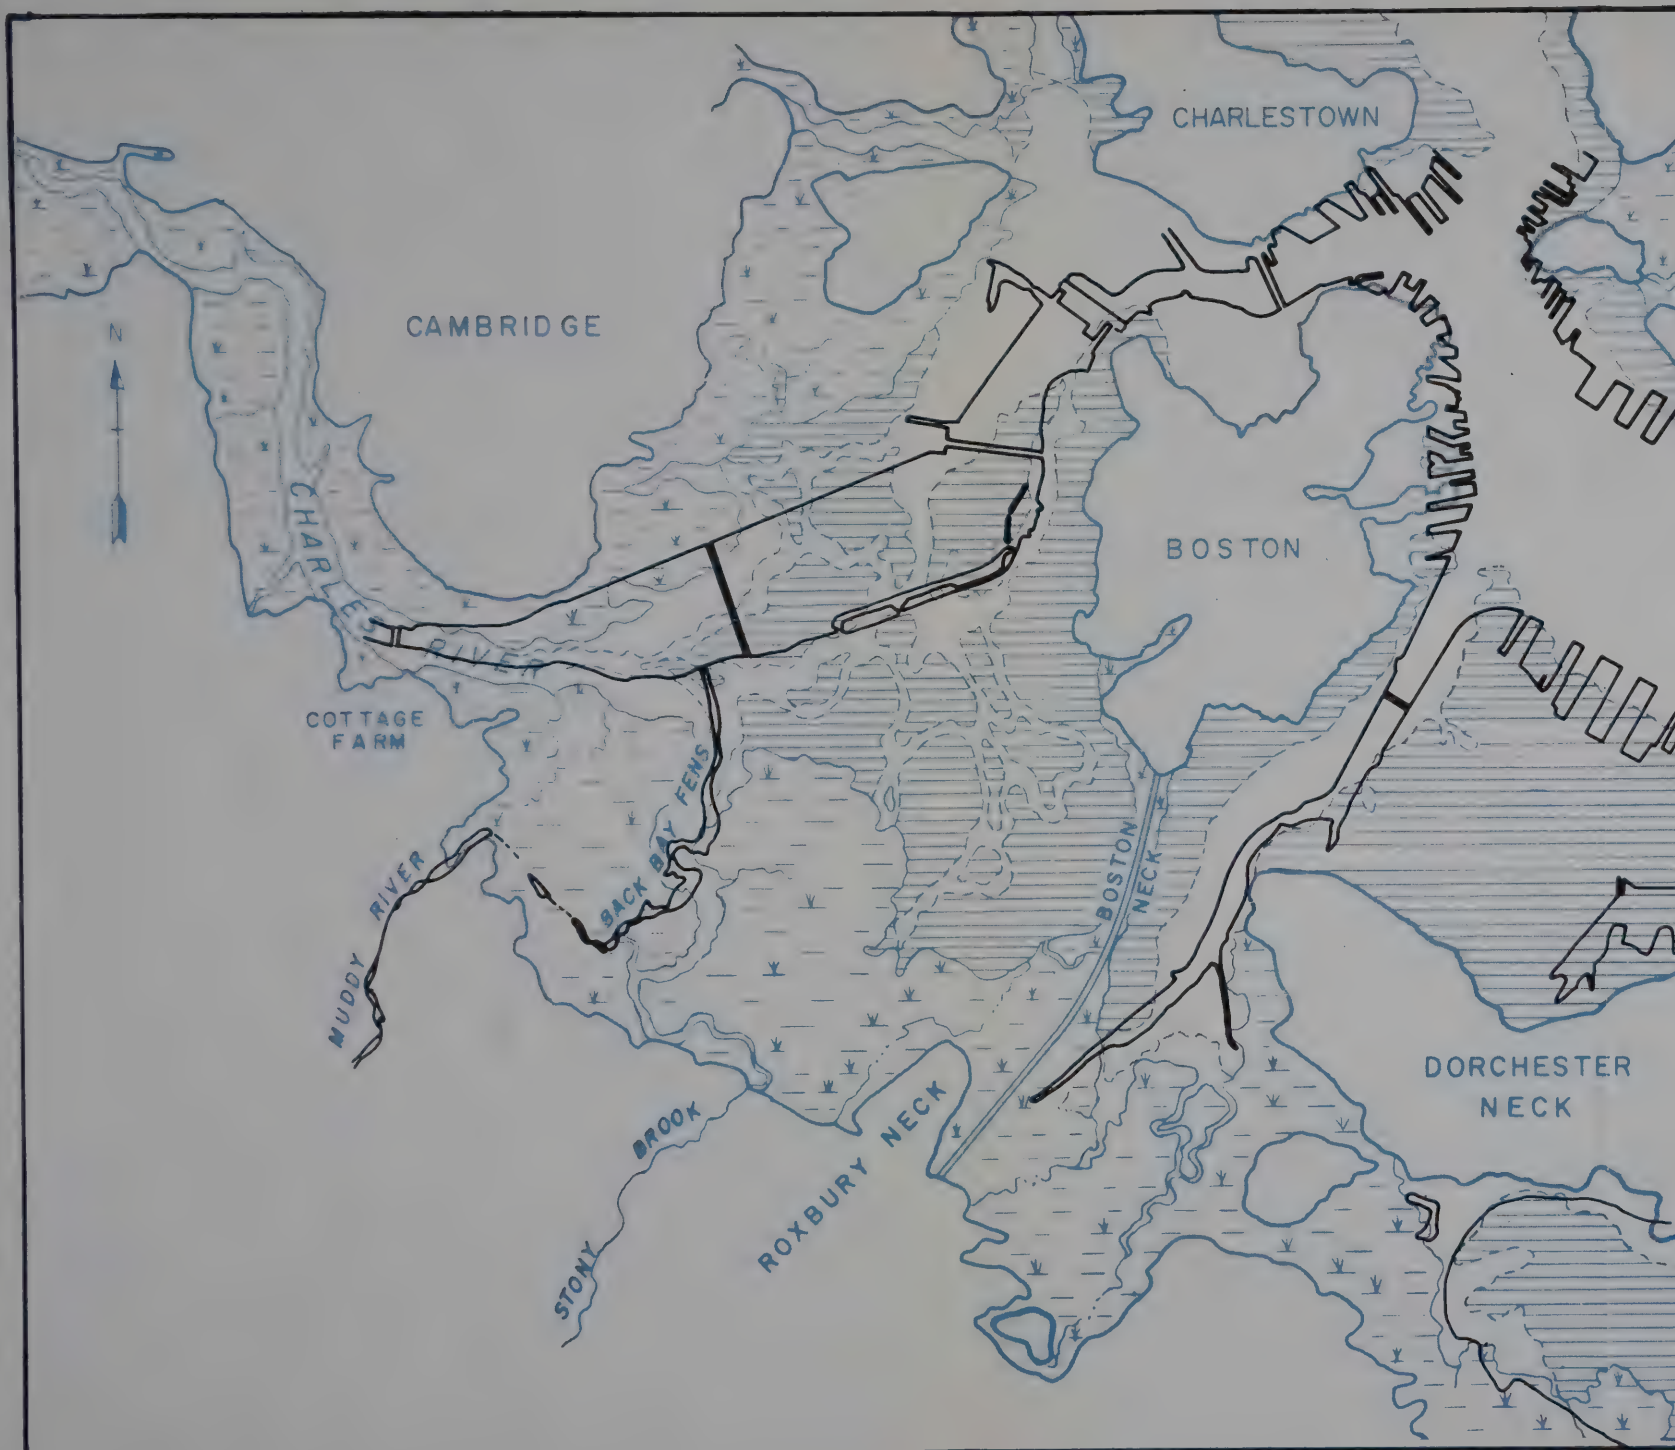 CHARLESTOWN
N
CAMBRIDGE
CHARLES RIVER
BOSTON
COTTAGE
FARM
BACK BAY FENS
MUDDY RIVER
BOSTON
NECK
STONY BROOK
ROXBURY NECK
DORCHESTER
NECK